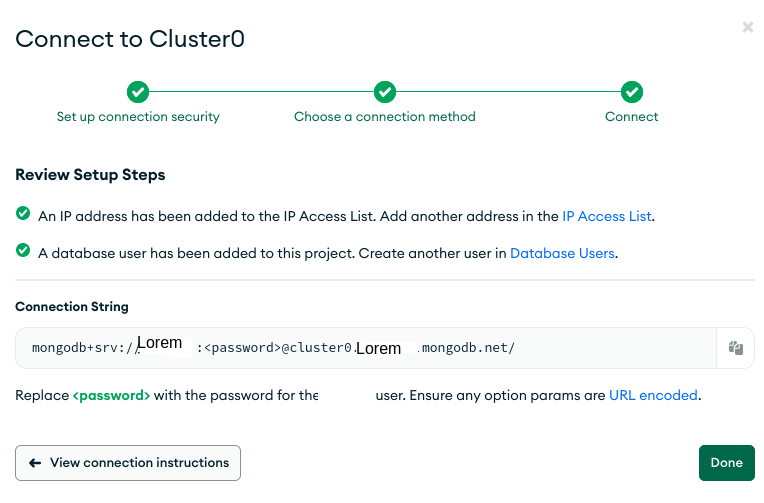 Connect to Cluster0
Set up connection security
Choose a connection method
Connect
Review Setup Steps
An IP address has been added to the IP Access List. Add another address in the IP Access List.
A database user has been added to this project. Create another user in Database Users.
Connection String
mongodb+srv://Lorem:<password>@cluster0.Lorem.mongodb.net/
Replace <password> with the password for the user. Ensure any option params are URL encoded.
View connection instructions
Done